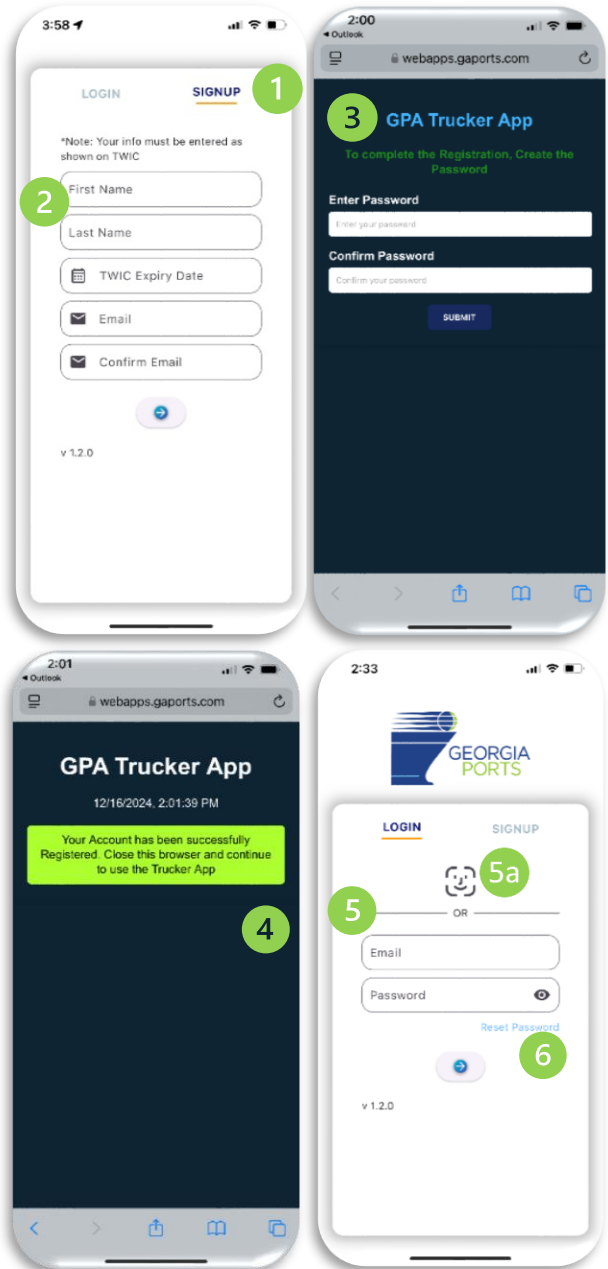 3:58
LOGIN
SIGNUP
1
*Note: Your info must be entered as
shown on TWIC
2
First Name
Last Name
TWIC Expiry Date
Email
Confirm Email
v 1.2.0
2:00
◂ Outlook
webapps.gaports.com
3
GPA Trucker App
To complete the Registration, Create the
Password
Enter Password
Enter your password
Confirm Password
Confirm your password
SUBMIT
2:01
◂ Outlook
webapps.gaports.com
GPA Trucker App
12/16/2024, 2:01:39 PM
Your Account has been successfully
Registered. Close this browser and continue
to use the Trucker App
4
2:33
GEORGIA
PORTS
LOGIN
SIGNUP
5a
5
OR
Email
Password
Reset Password
6
v 1.2.0